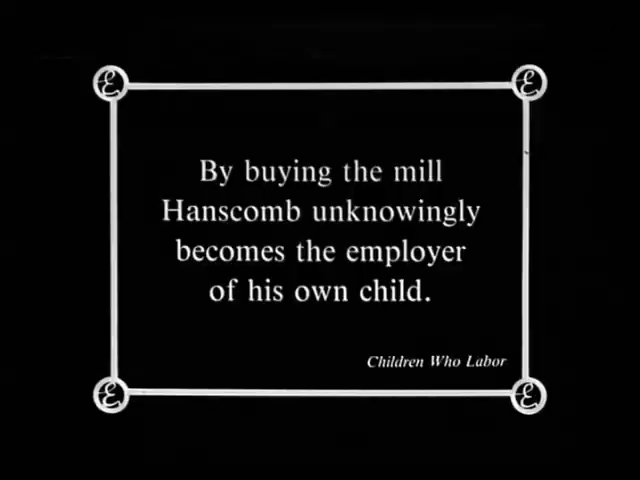 E E
By buying the mill
Hanscomb unknowingly
becomes the employer
of his own child.
Children Who Labor
E E